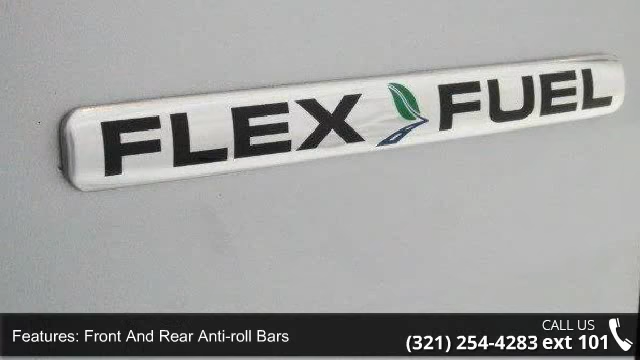 FLEX FUEL
Features: Front And Rear Anti-roll Bars
CALL US
(321) 254-4283 ext 101